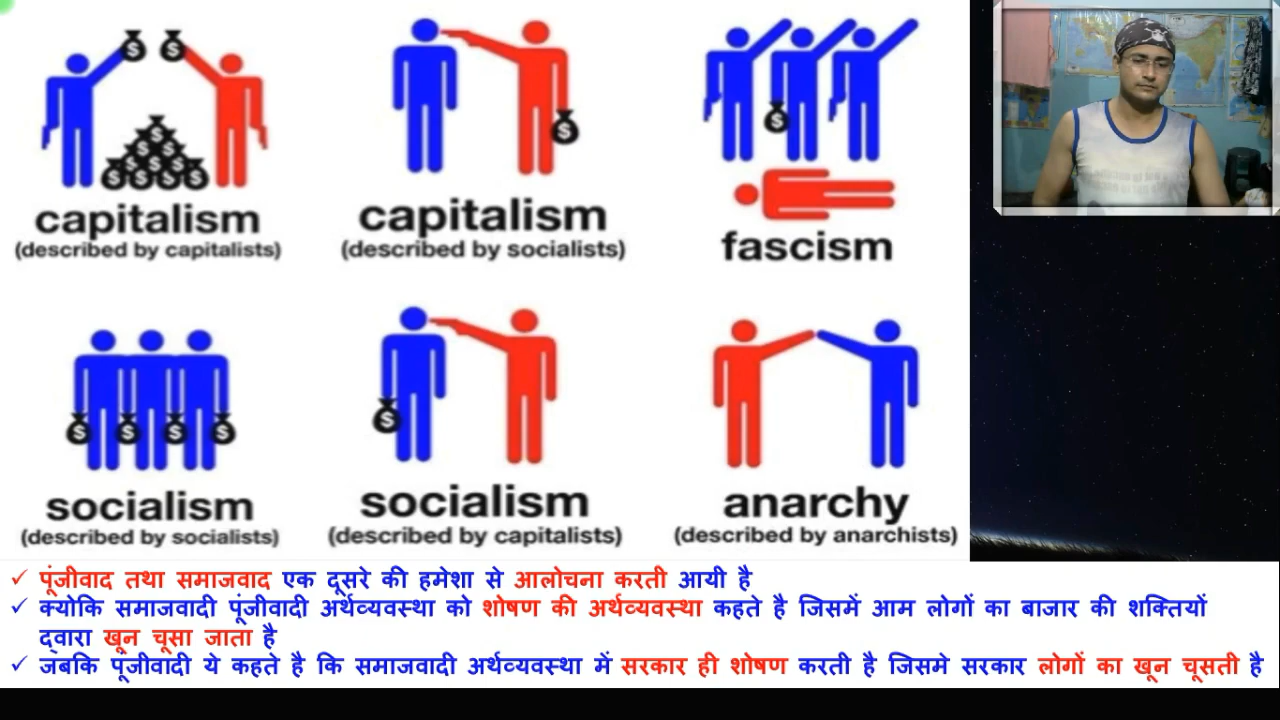 capitalism
(described by capitalists)
capitalism
(described by socialists)
fascism
socialism
(described by socialists)
socialism
(described by capitalists)
anarchy
(described by anarchists)
✓ पूंजीवाद तथा समाजवाद एक दूसरे की हमेशा से आलोचना करती आयी है
✓ क्योकि समाजवादी पूंजीवादी अर्थव्यवस्था को शोषण की अर्थव्यवस्था कहते है जिसमें आम लोगों का बाजार की शक्तियों
द्वारा खून चूसा जाता है
✓ जबकि पूंजीवादी ये कहते है कि समाजवादी अर्थव्यवस्था में सरकार ही शोषण करती है जिसमे सरकार लोगों का खून चूसती है